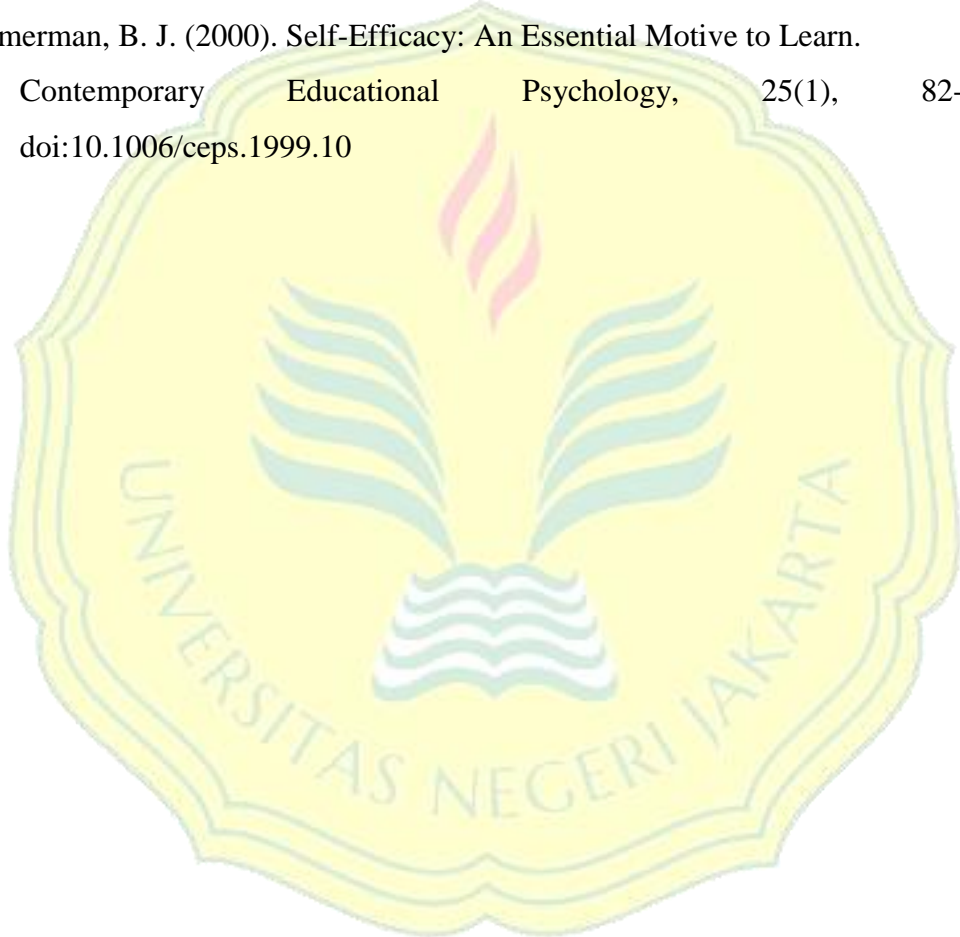 merman, B. J. (2000). Self-Efficacy: An Essential Motive to Learn.
Contemporary Educational Psychology, 25(1), 82-
doi:10.1006/ceps.1999.10
UNIVERSITAS NEGERI JAKARTA